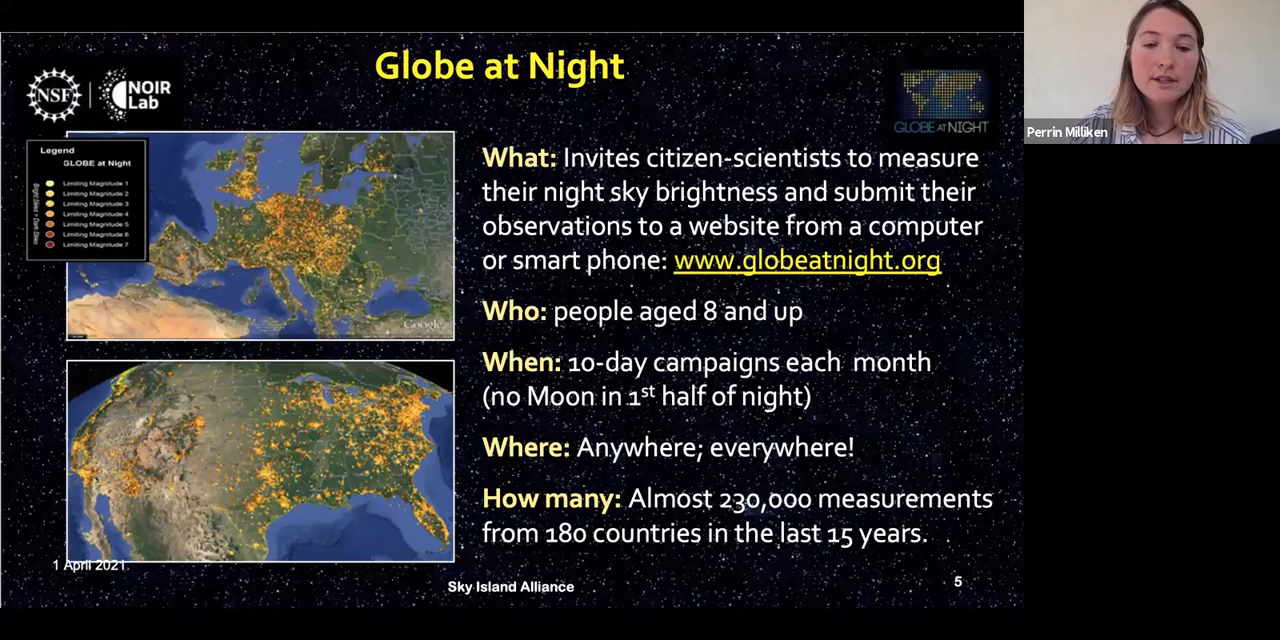 Globe at Night
NSF
NOIR
Lab
GLOBE AT NIGHT
Perrin Milliken
Legend
GLOBE at Night
Limiting Magnitude 1
Limiting Magnitude 2
Limiting Magnitude 3
Limiting Magnitude 4
Limiting Magnitude 5
Limiting Magnitude 6
Limiting Magnitude 7
Google
What: Invites citizen-scientists to measure
their night sky brightness and submit their
observations to a website from a computer
or smart phone: www.globeatnight.org
Who: people aged 8 and up
When: 10-day campaigns each  month
(no Moon in 1st half of night)
Where: Anywhere; everywhere!
How many: Almost 230,000 measurements
from 180 countries in the last 15 years.
1 April 2021
Sky Island Alliance
5